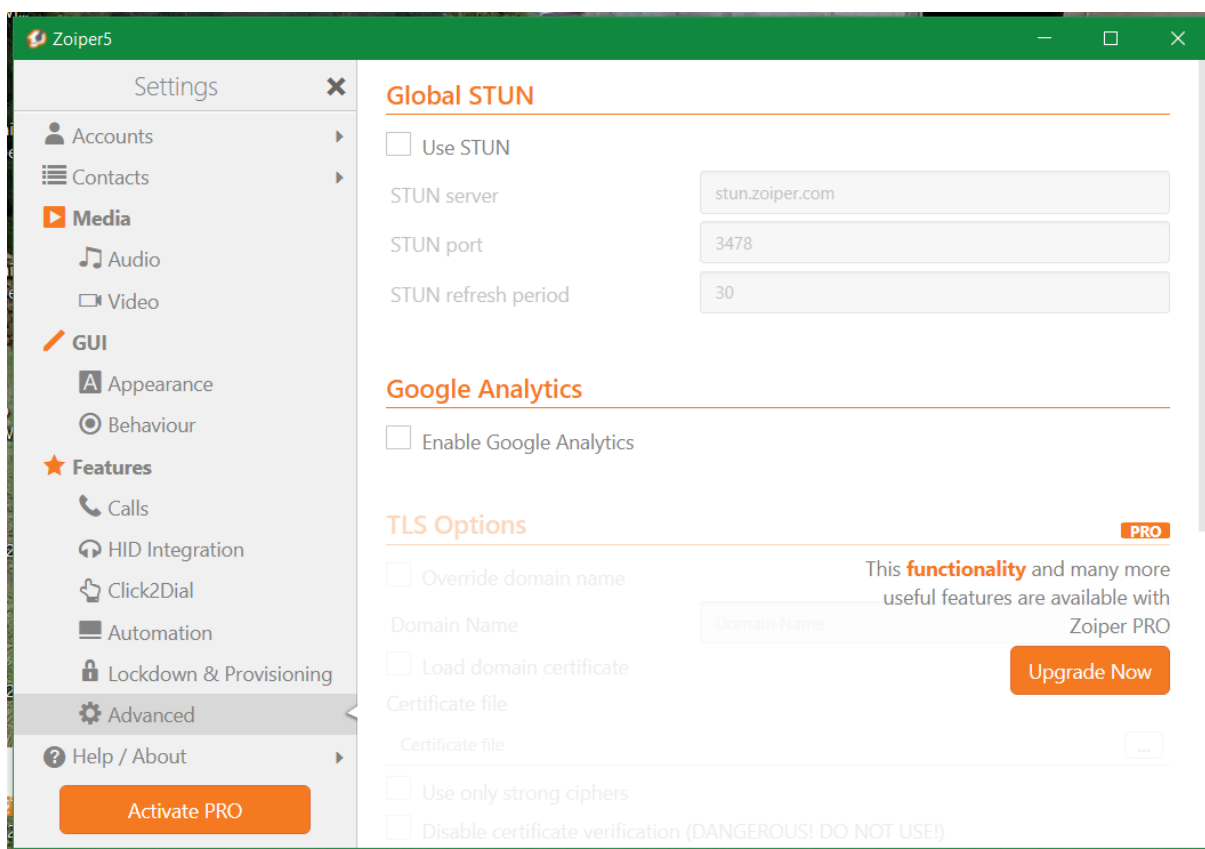 Zoiper5
Settings
Accounts
Contacts
Media
Audio
Video
GUI
Appearance
Behaviour
Features
Calls
HID Integration
Click2Dial
Automation
Lockdown & Provisioning
Advanced
Help / About
Activate PRO
Global STUN
Use STUN
STUN server
stun.zoiper.com
STUN port
3478
STUN refresh period
30
Google Analytics
Enable Google Analytics
TLS Options
PRO
This functionality and many more
useful features are available with
Zoiper PRO
Upgrade Now
Override domain name
Domain Name
Domain Name
Load domain certificate
Certificate file
Certificate file
...
Use only strong ciphers
Disable certificate verification (DANGEROUS! DO NOT USE!)